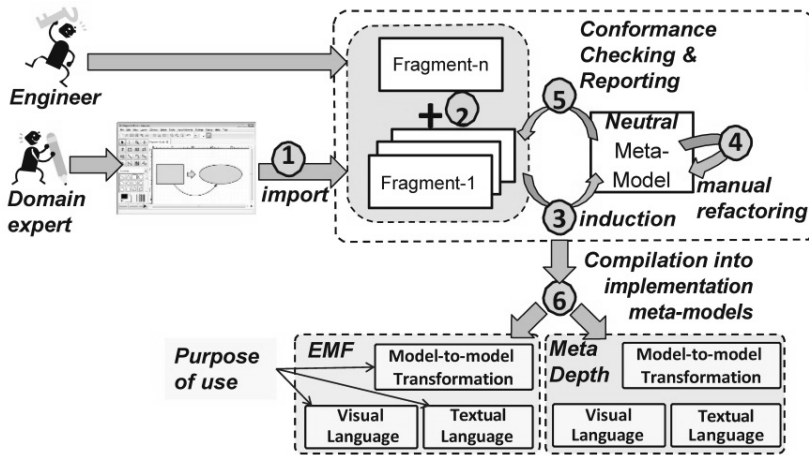 Conformance
Checking &
Reporting
Engineer
Fragment-n
+
2
5
Neutral
Meta-
Model
4
manual
refactoring
Domain
expert
1
import
Fragment-1
3
induction
Compilation into
implementation
meta-models
6
Purpose
of use
EMF
Model-to-model
Transformation
Visual
Language
Textual
Language
Meta
Depth
Model-to-model
Transformation
Visual
Language
Textual
Language